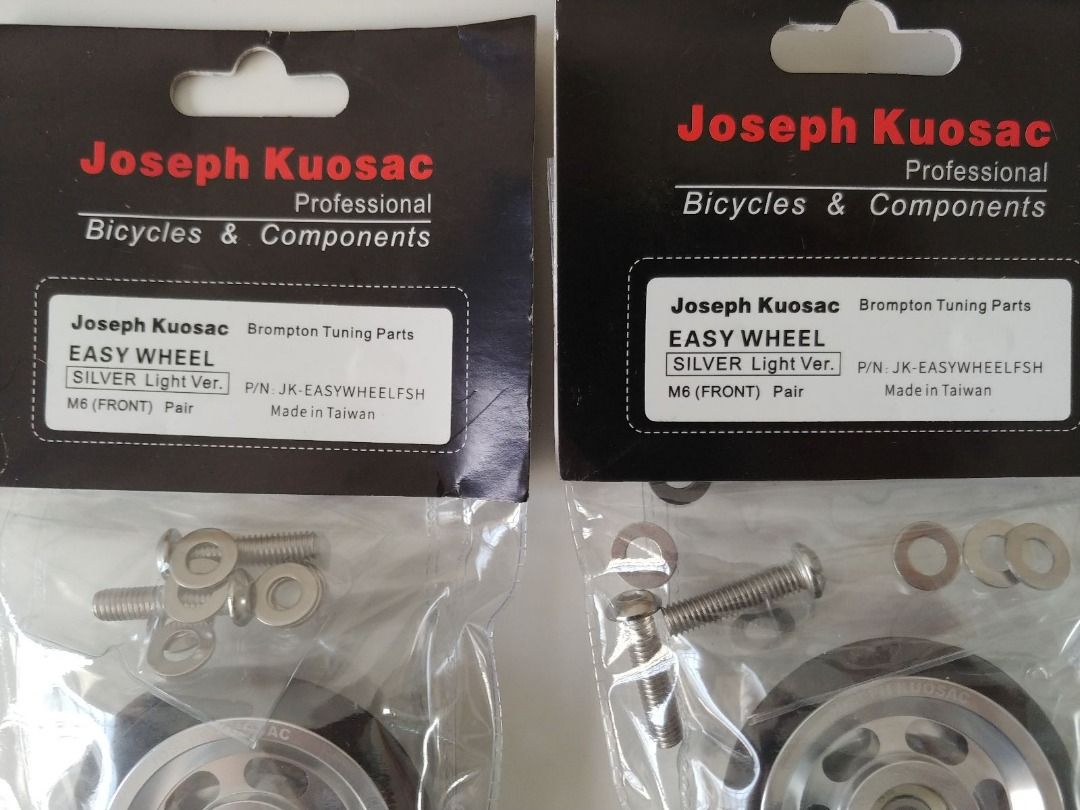 Joseph Kuosac
Professional
Bicycles & Components
Joseph Kuosac Brompton Tuning Parts
EASY WHEEL
SILVER Light Ver. P/N: JK-EASYWHEELFSH
M6 (FRONT) Pair Made in Taiwan
Joseph Kuosac
Professional
Bicycles & Components
Joseph Kuosac Brompton Tuning Parts
EASY WHEEL
SILVER Light Ver. P/N: JK-EASYWHEELFSH
M6 (FRONT) Pair Made in Taiwan
KUOSAC